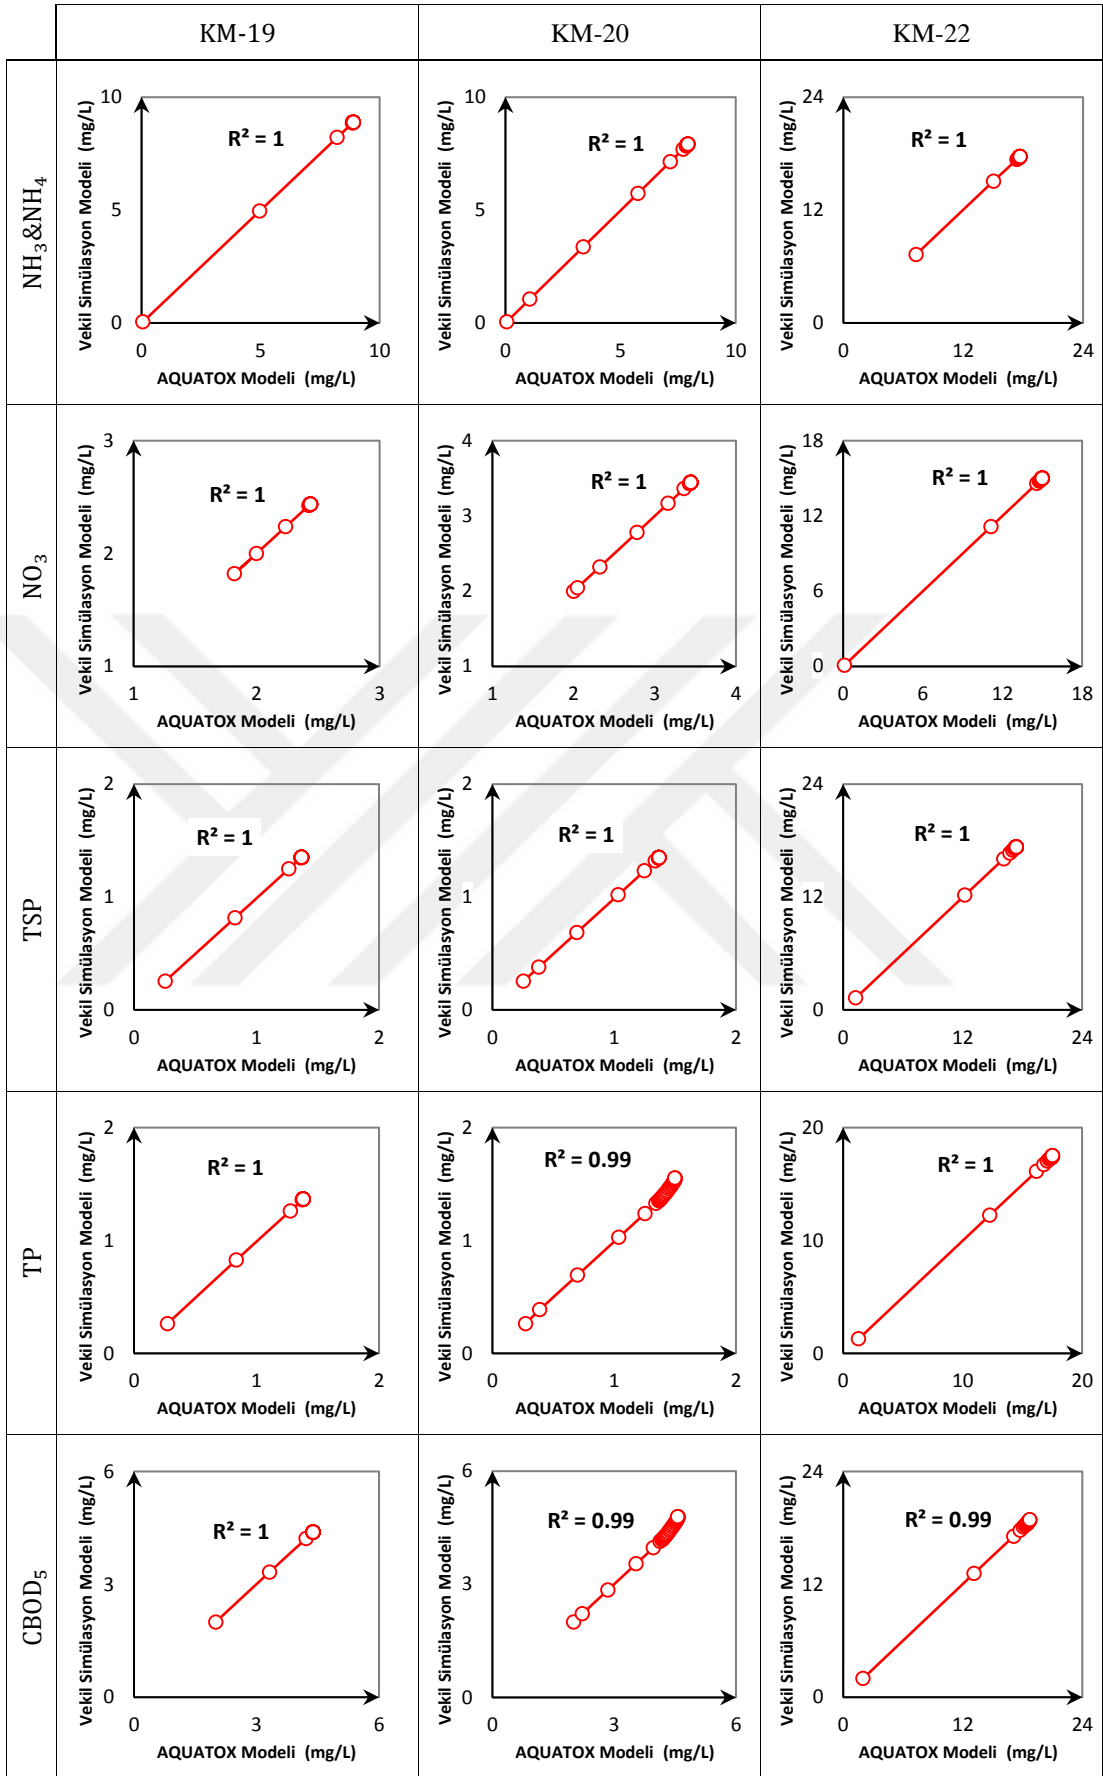 KM-19 KM-20 KM-22
NH₃&NH₄
Vekil Simülasyon Modeli (mg/L)
10
5
0
R² = 1
0 5 10
AQUATOX Modeli (mg/L)
Vekil Simülasyon Modeli (mg/L)
10
5
0
R² = 1
0 5 10
AQUATOX Modeli (mg/L)
Vekil Simülasyon Modeli (mg/L)
24
12
0
R² = 1
0 12 24
AQUATOX Modeli (mg/L)
NO₃
Vekil Simülasyon Modeli (mg/L)
3
2
1
R² = 1
1 2 3
AQUATOX Modeli (mg/L)
Vekil Simülasyon Modeli (mg/L)
4
3
2
1
R² = 1
1 2 3 4
AQUATOX Modeli (mg/L)
Vekil Simülasyon Modeli (mg/L)
18
12
6
0
R² = 1
0 6 12 18
AQUATOX Modeli (mg/L)
TSP
Vekil Simülasyon Modeli (mg/L)
2
1
0
R² = 1
0 1 2
AQUATOX Modeli (mg/L)
Vekil Simülasyon Modeli (mg/L)
2
1
0
R² = 1
0 1 2
AQUATOX Modeli (mg/L)
Vekil Simülasyon Modeli (mg/L)
24
12
0
R² = 1
0 12 24
AQUATOX Modeli (mg/L)
TP
Vekil Simülasyon Modeli (mg/L)
2
1
0
R² = 1
0 1 2
AQUATOX Modeli (mg/L)
Vekil Simülasyon Modeli (mg/L)
2
1
0
R² = 0.99
0 1 2
AQUATOX Modeli (mg/L)
Vekil Simülasyon Modeli (mg/L)
20
10
0
R² = 1
0 10 20
AQUATOX Modeli (mg/L)
CBOD₅
Vekil Simülasyon Modeli (mg/L)
6
3
0
R² = 1
0 3 6
AQUATOX Modeli (mg/L)
Vekil Simülasyon Modeli (mg/L)
6
3
0
R² = 0.99
0 3 6
AQUATOX Modeli (mg/L)
Vekil Simülasyon Modeli (mg/L)
24
12
0
R² = 0.99
0 12 24
AQUATOX Modeli (mg/L)